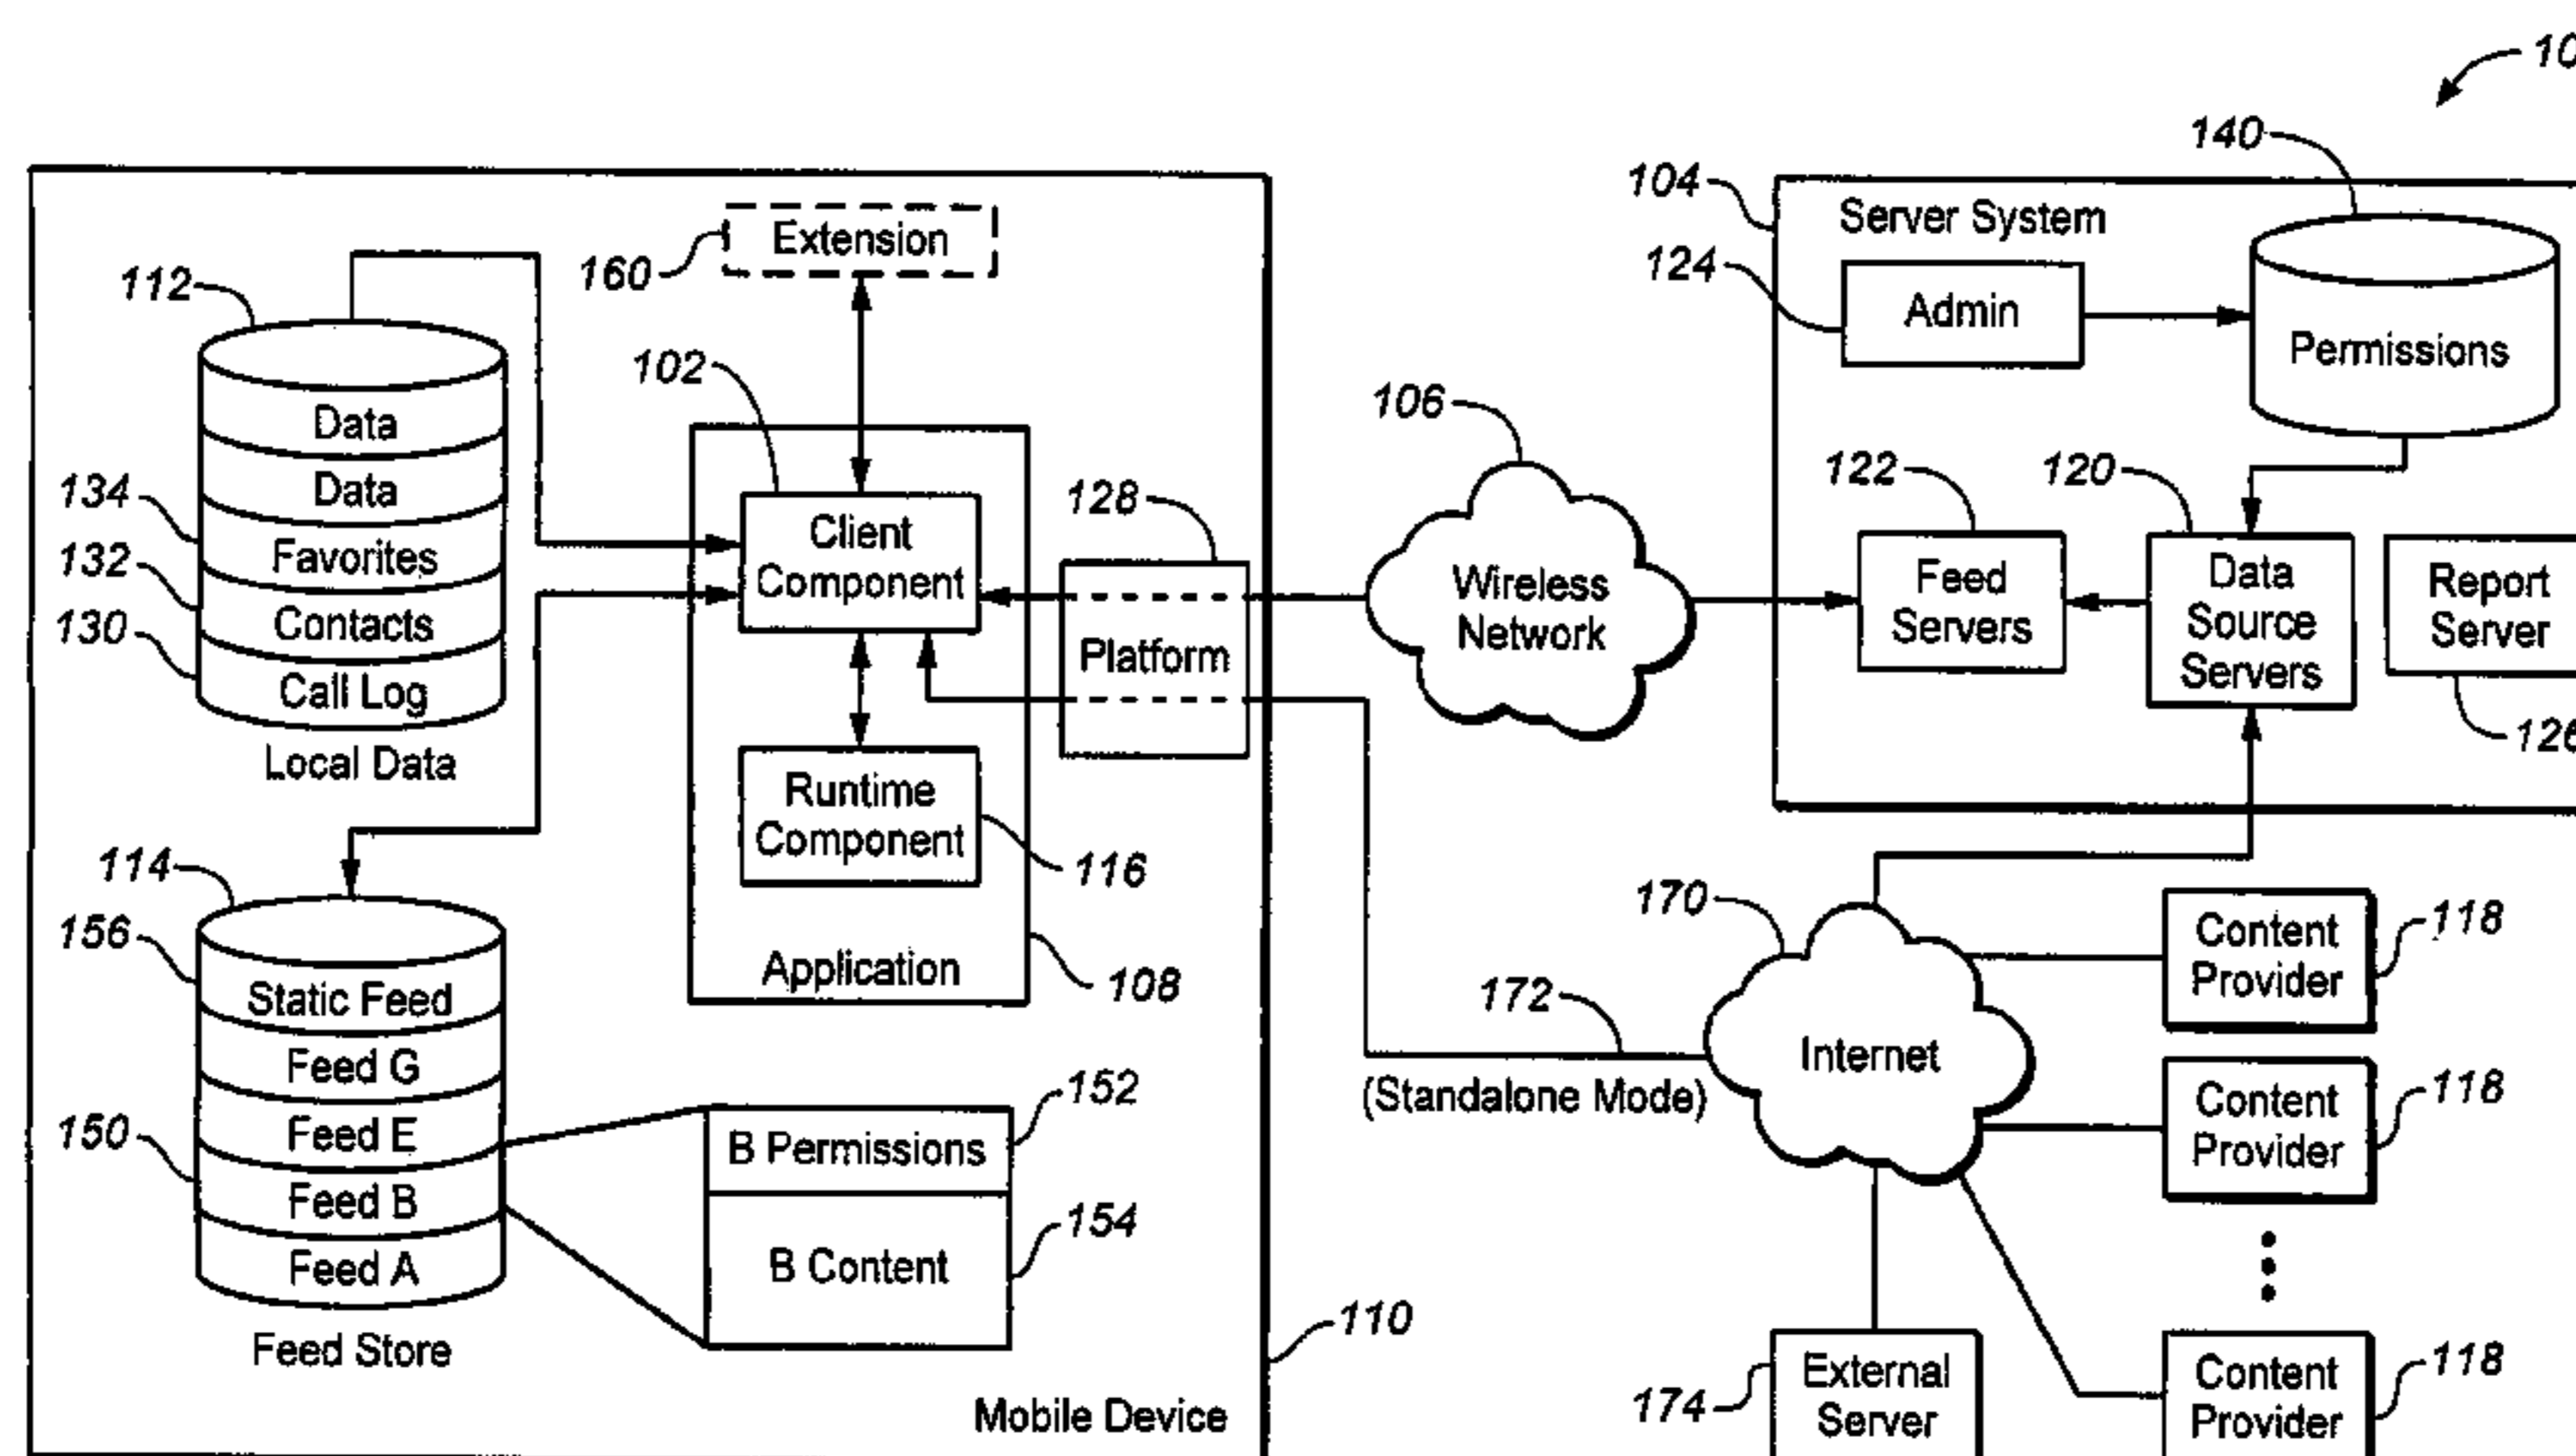 10
140
104
Server System
124
Admin
Permissions
160
Extension
112
Data
Data
Favorites
Contacts
Call Log
134
132
130
Local Data
102
Client
Component
Runtime
Component
116
Application
108
128
Platform
106
Wireless
Network
122
Feed
Servers
120
Data
Source
Servers
Report
Server
126
114
156
Static Feed
Feed G
Feed E
150
Feed B
Feed A
Feed Store
152
B Permissions
154
B Content
110
Mobile Device
170
Internet
172
(Standalone Mode)
Content
Provider
118
Content
Provider
118
Content
Provider
118
174
External
Server